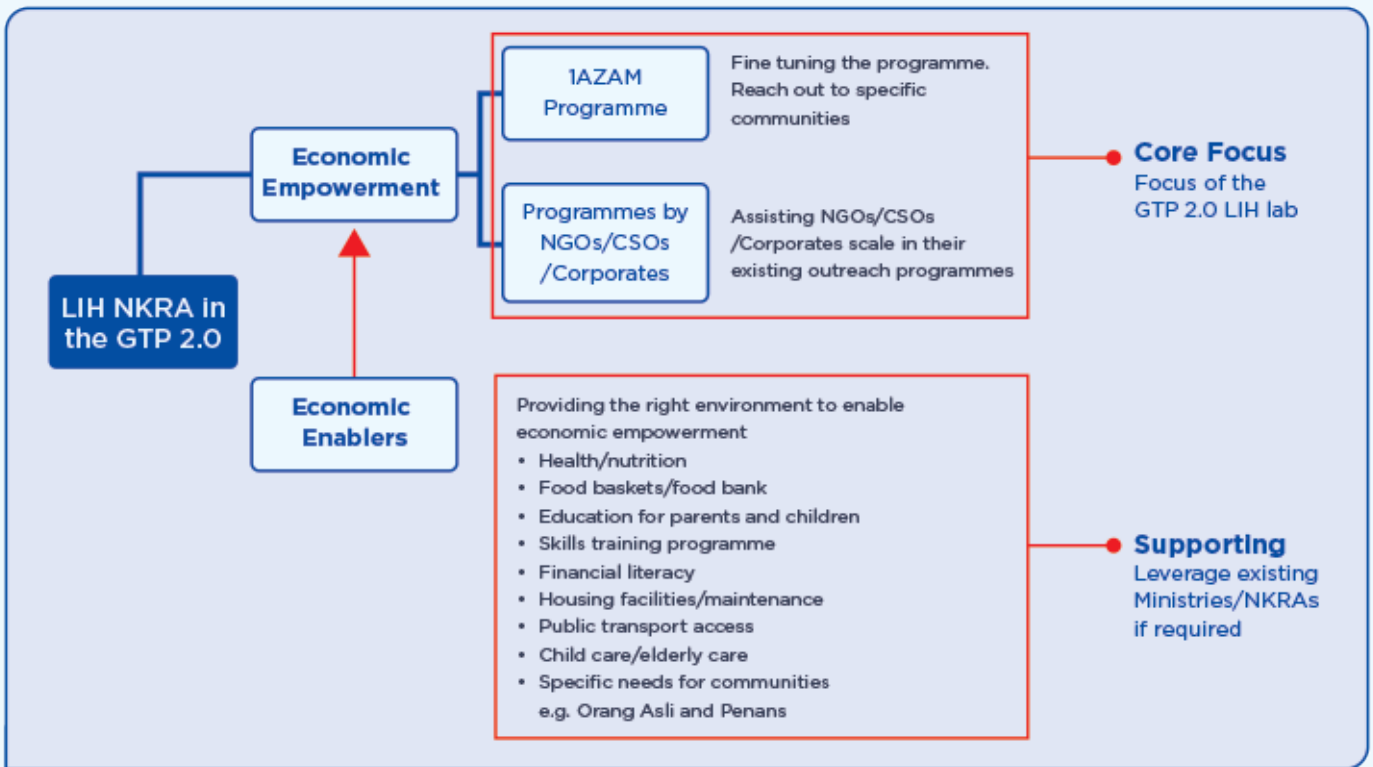 LIH NKRA in
the GTP 2.0
Economic
Empowerment
1AZAM
Programme
Fine tuning the programme.
Reach out to specific
communities
Programmes by
NGOs/CSOs
/Corporates
Assisting NGOs/CSOs
/Corporates scale in their
existing outreach programmes
Core Focus
Focus of the
GTP 2.0 LIH lab
Economic
Enablers
Providing the right environment to enable
economic empowerment
• Health/nutrition
• Food baskets/food bank
• Education for parents and children
• Skills training programme
• Financial literacy
• Housing facilities/maintenance
• Public transport access
• Child care/elderly care
• Specific needs for communities
e.g. Orang Asli and Penans
Supporting
Leverage existing
Ministries/NKRAs
if required